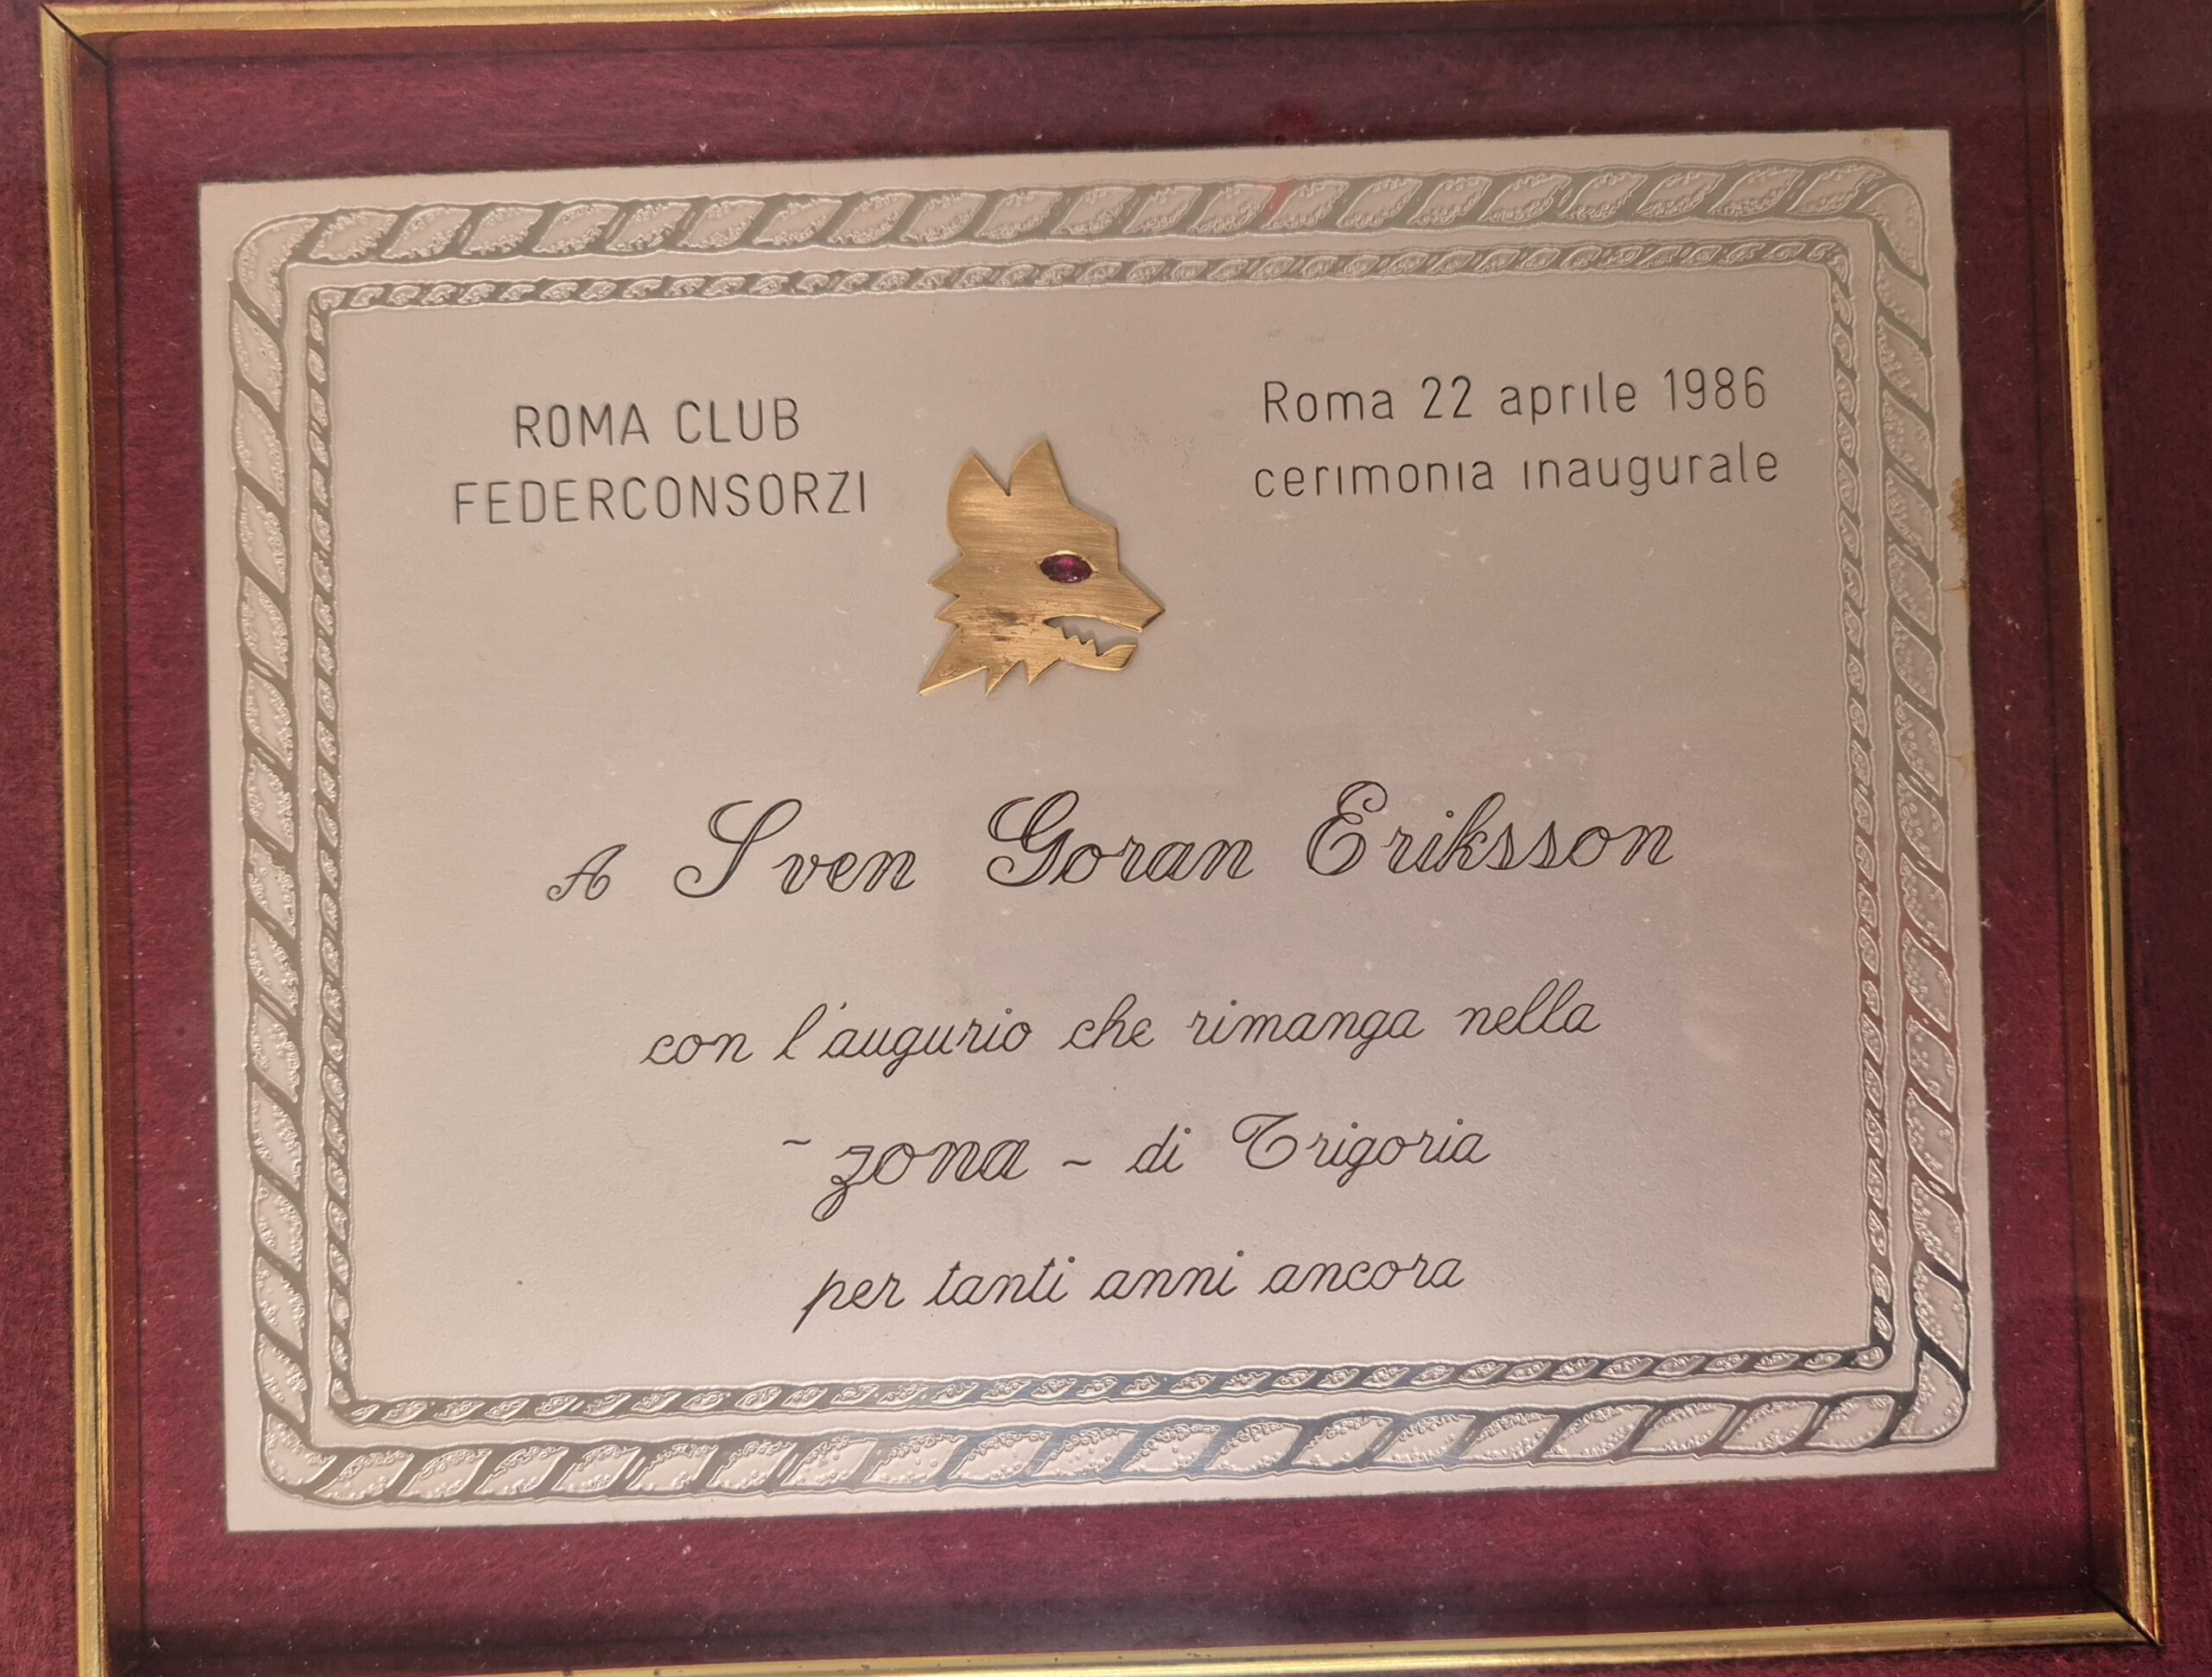 ROMA CLUB
FEDERCONSORZI
Roma 22 aprile 1986
cerimonia inaugurale
A Sven Goran Eriksson
con l'augurio che rimanga nella
- zona - di Trigoria
per tanti anni ancora